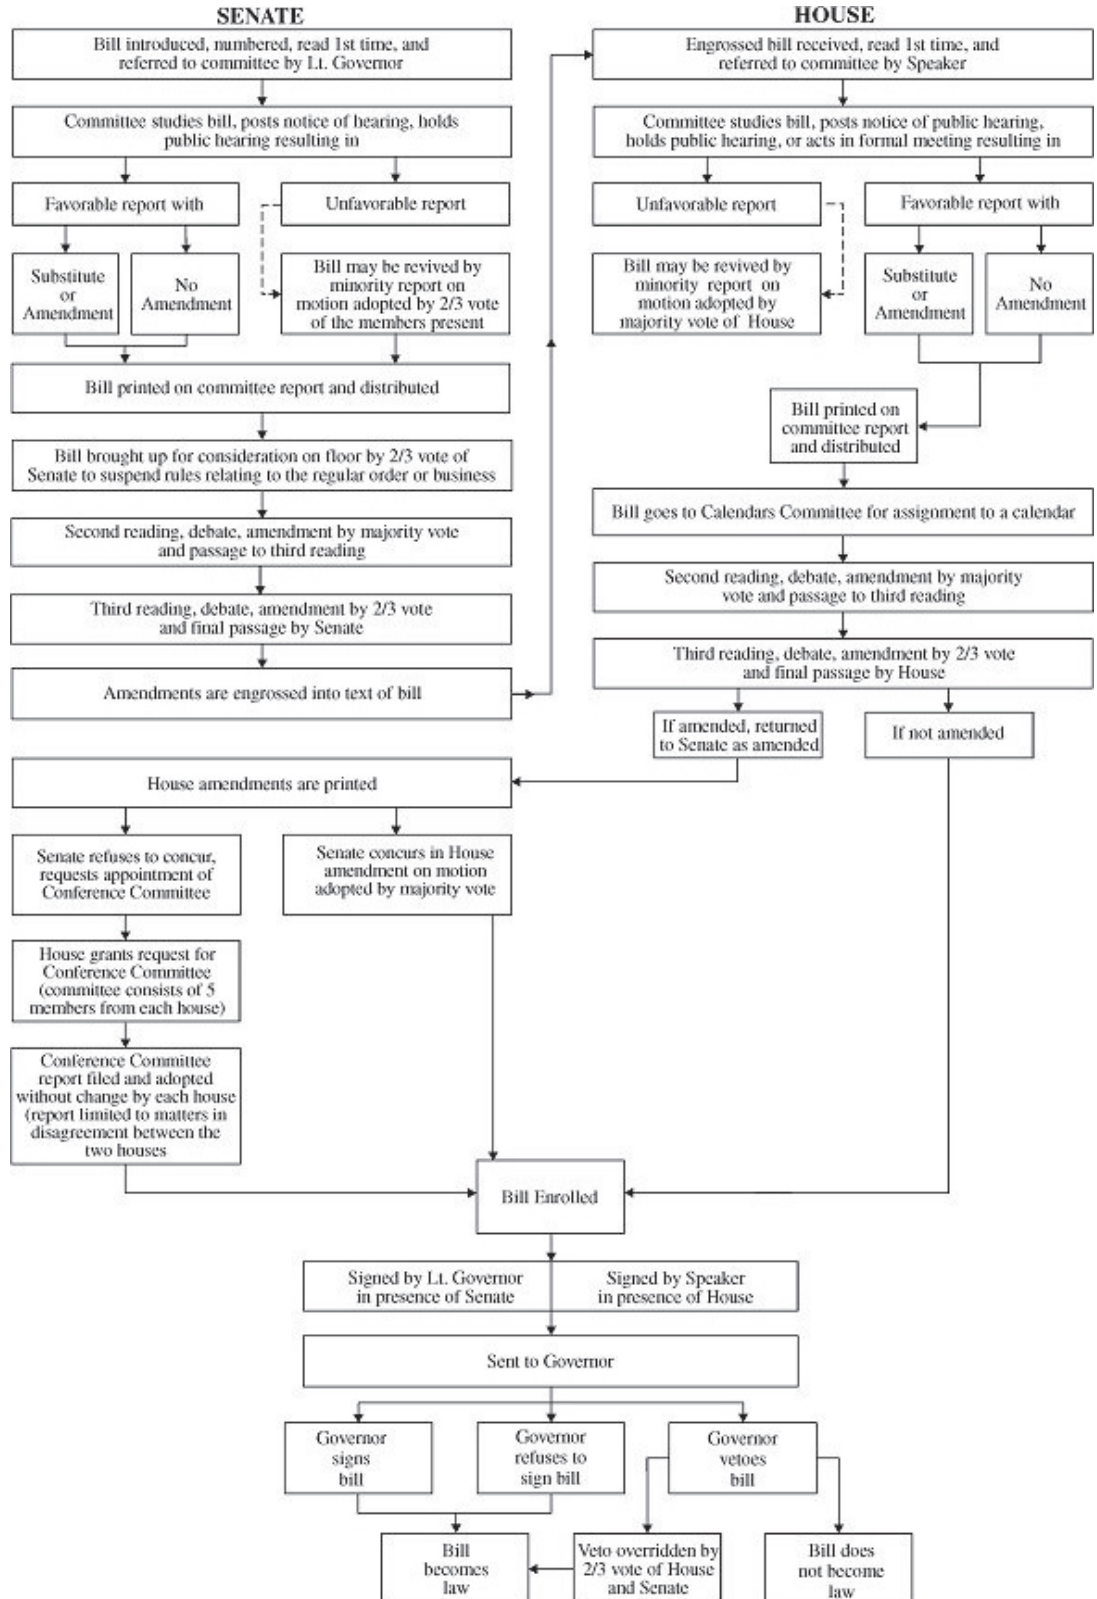 SENATE
Bill introduced, numbered, read 1st time, and
referred to committee by Lt. Governor
Committee studies bill, posts notice of hearing, holds
public hearing resulting in
Favorable report with
Unfavorable report
Substitute
or
Amendment
No
Amendment
Bill may be revived by
minority report on
motion adopted by 2/3 vote
of the members present
Bill printed on committee report and distributed
Bill brought up for consideration on floor by 2/3 vote of
Senate to suspend rules relating to the regular order or business
Second reading, debate, amendment by majority vote
and passage to third reading
Third reading, debate, amendment by 2/3 vote
and final passage by Senate
Amendments are engrossed into text of bill
HOUSE
Engrossed bill received, read 1st time, and
referred to committee by Speaker
Committee studies bill, posts notice of public hearing,
holds public hearing, or acts in formal meeting resulting in
Unfavorable report
Favorable report with
Bill may be revived by
minority report on
motion adopted by
majority vote of House
Substitute
or
Amendment
No
Amendment
Bill printed on
committee report
and distributed
Bill goes to Calendars Committee for assignment to a calendar
Second reading, debate, amendment by majority
vote and passage to third reading
Third reading, debate, amendment by 2/3 vote
and final passage by House
If amended, returned
to Senate as amended
If not amended
House amendments are printed
Senate refuses to concur,
requests appointment of
Conference Committee
Senate concurs in House
amendment on motion
adopted by majority vote
House grants request for
Conference Committee
(committee consists of 5
members from each house)
Conference Committee
report filed and adopted
without change by each house
(report limited to matters in
disagreement between the
two houses
Bill Enrolled
Signed by Lt. Governor
in presence of Senate
Signed by Speaker
in presence of House
Sent to Governor
Governor
signs
bill
Governor
refuses to
sign bill
Governor
vetoes
bill
Bill
becomes
law
Veto overridden by
2/3 vote of House
and Senate
Bill does
not become
law